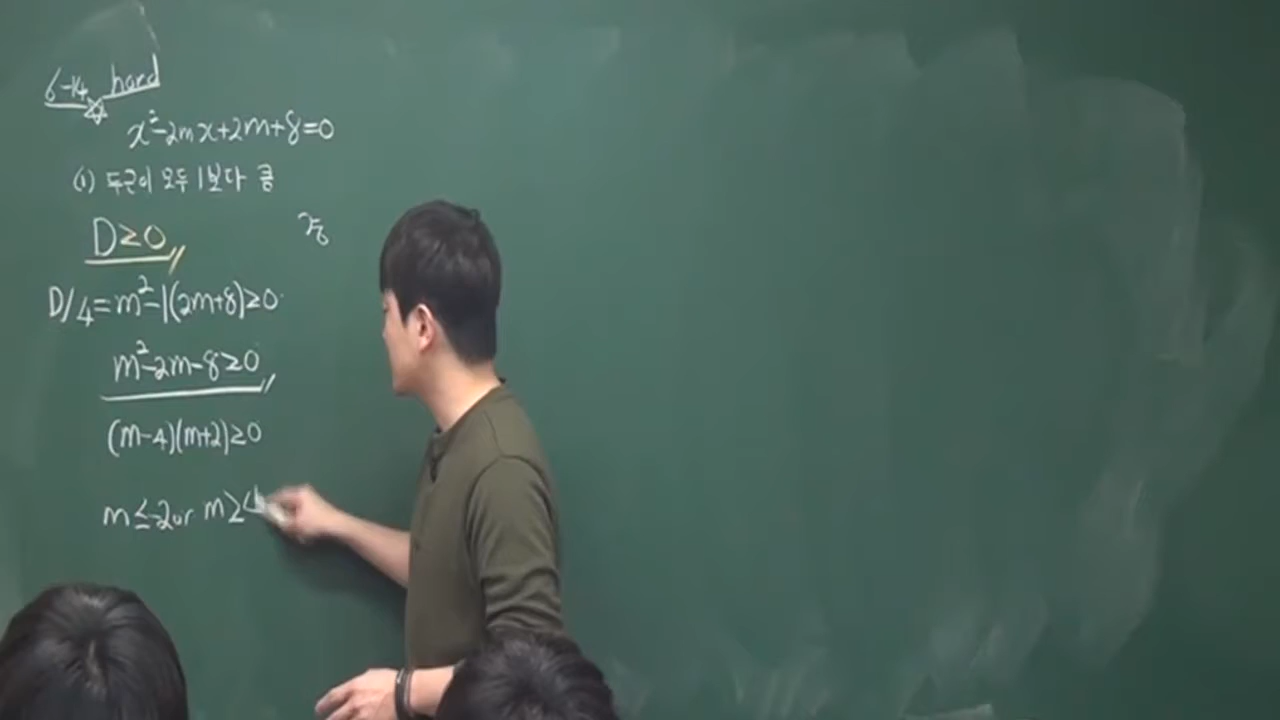 6-14 hard
x²-2mx+2m+8=0
(1) 두근이 모두 1보다 큼
D≥0
D/4=m²-1(2m+8)≥0
m²-2m-8≥0
(m-4)(m+2)≥0
m≤-2 or m≥4